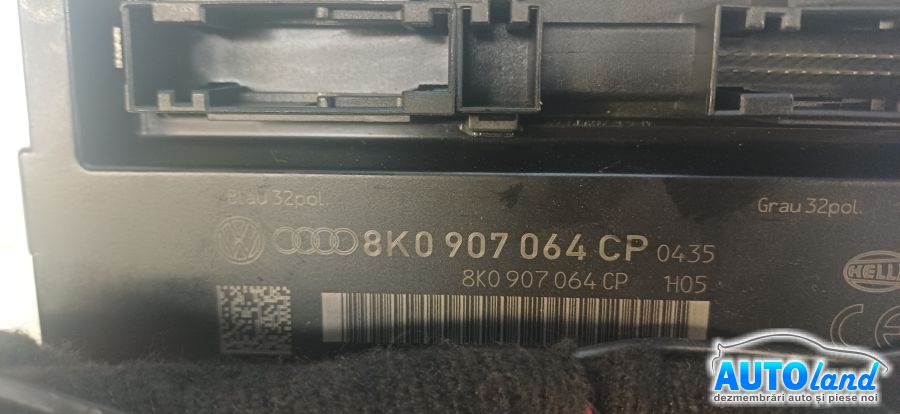 Blau 32pol.
Grau 32pol.
8K0 907 064 CP 0435
8K0 907 064 CP H05
HELLA
CE
AUTOland
dezmembrări auto și piese noi